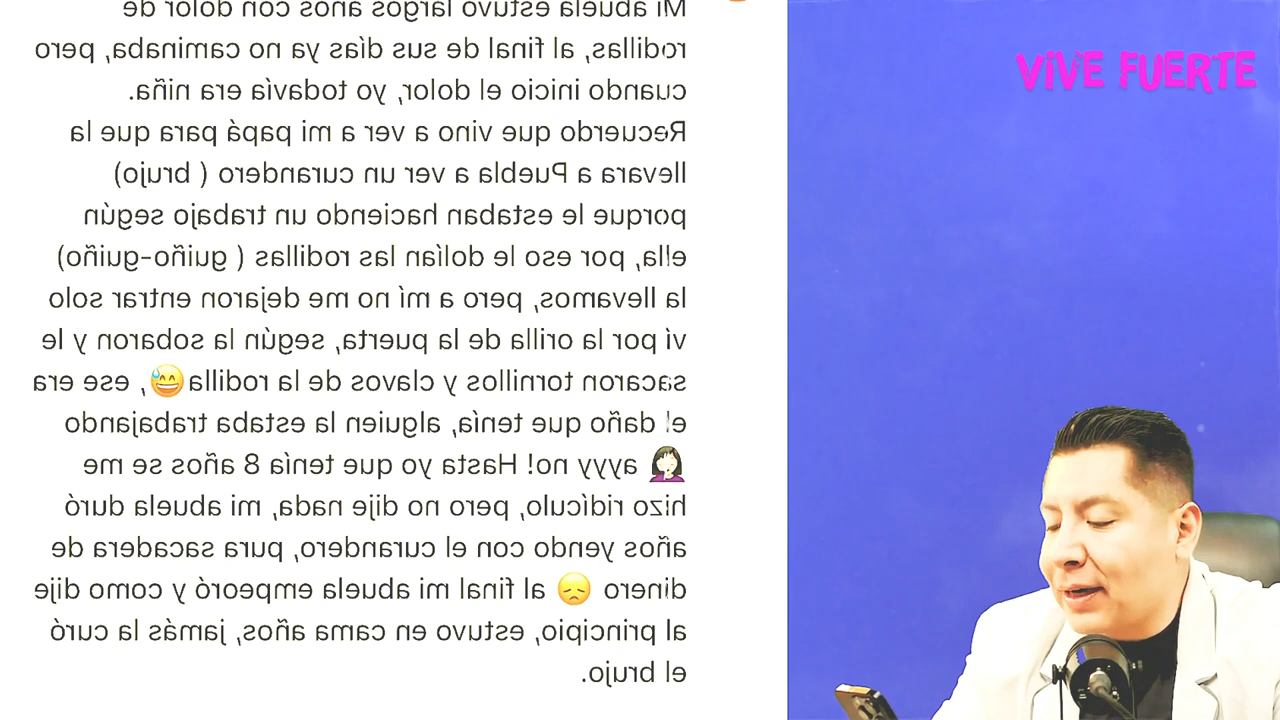 Mi abuela estuvo largos años con dolor de
rodillas, al final de sus días ya no caminaba, pero
cuando inicio el dolor, yo todavía era niña.
Recuerdo que vino a ver a mi papá para que la
llevara a Puebla a ver un curandero ( brujo)
porque le estaban haciendo un trabajo según
ella, por eso le dolían las rodillas ( guiño-guiño)
la llevamos, pero a mí no me dejaron entrar solo
ví por la orilla de la puerta, según la sobaron y le
sacaron tornillos y clavos de la rodilla😅, ese era
el daño que tenía, alguien la estaba trabajando
🤦🏻‍♀️ ayyy no! Hasta yo que tenía 8 años se me
hizo ridículo, pero no dije nada, mi abuela duró
años yendo con el curandero, pura sacadera de
dinero 😞 al final mi abuela empeoró y como dije
al principio, estuvo en cama años, jamás la curó
el brujo.
VIVE FUERTE